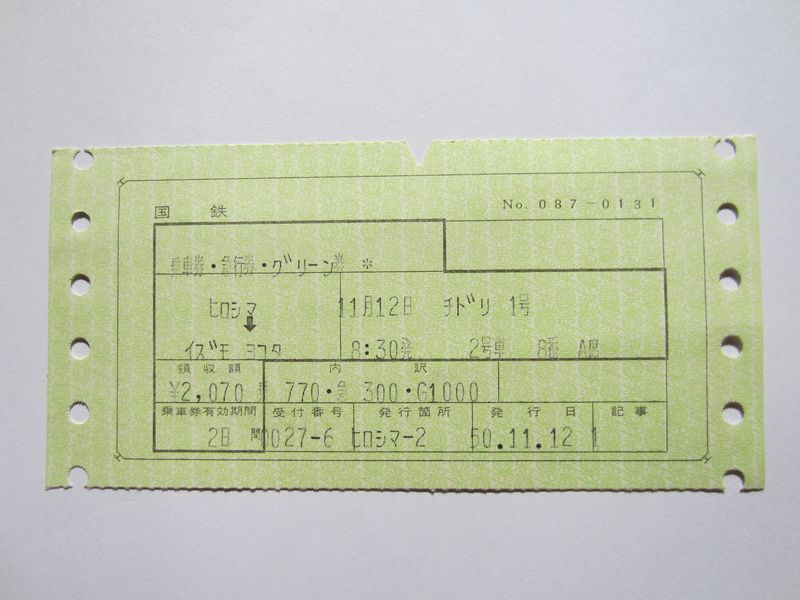 国 鉄 No. 087-0131
乗車券・急行券・グリーン券 *
ヒロシマ 11月12日 チドリ 1号
イズモ ヨコタ 8:30発 2号車 8番 A席
領収額 内訳
¥2,070 乗 770・急 300・G1000
乗車券有効期間 受付番号 発行箇所 発行日 記事
2日間 0027-6 ヒロシマ-2 50.11.12 1